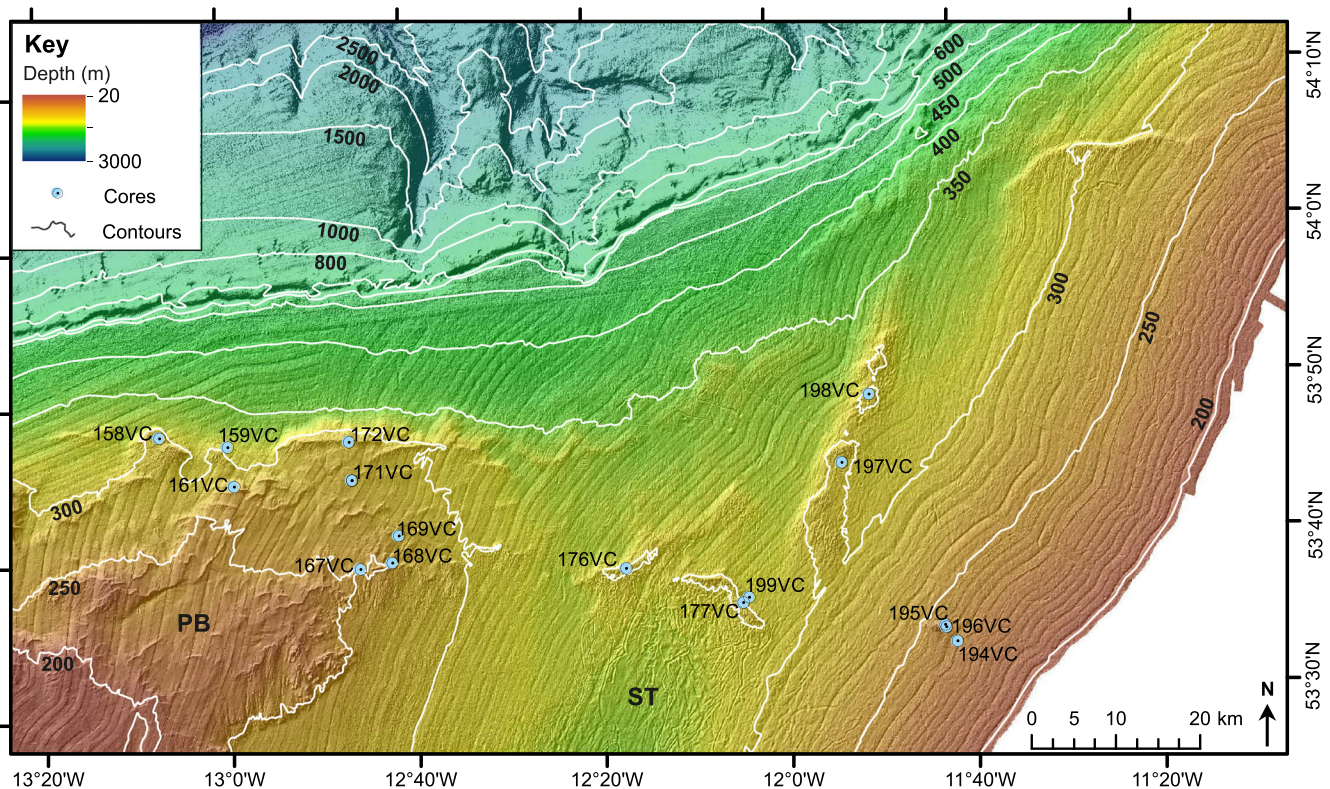 Key
Depth (m)
20
3000
Cores
Contours
2500
2000
1500
1000
800
600
500
450
400
350
300
250
200
54°10'N
54°0'N
53°50'N
53°40'N
53°30'N
198VC
197VC
158VC
159VC
172VC
171VC
161VC
300
169VC
168VC
167VC
250
PB
200
176VC
199VC
177VC
195VC
196VC
194VC
ST
N
0 5 10 20 km
13°20'W 13°0'W 12°40'W 12°20'W 12°0'W 11°40'W 11°20'W